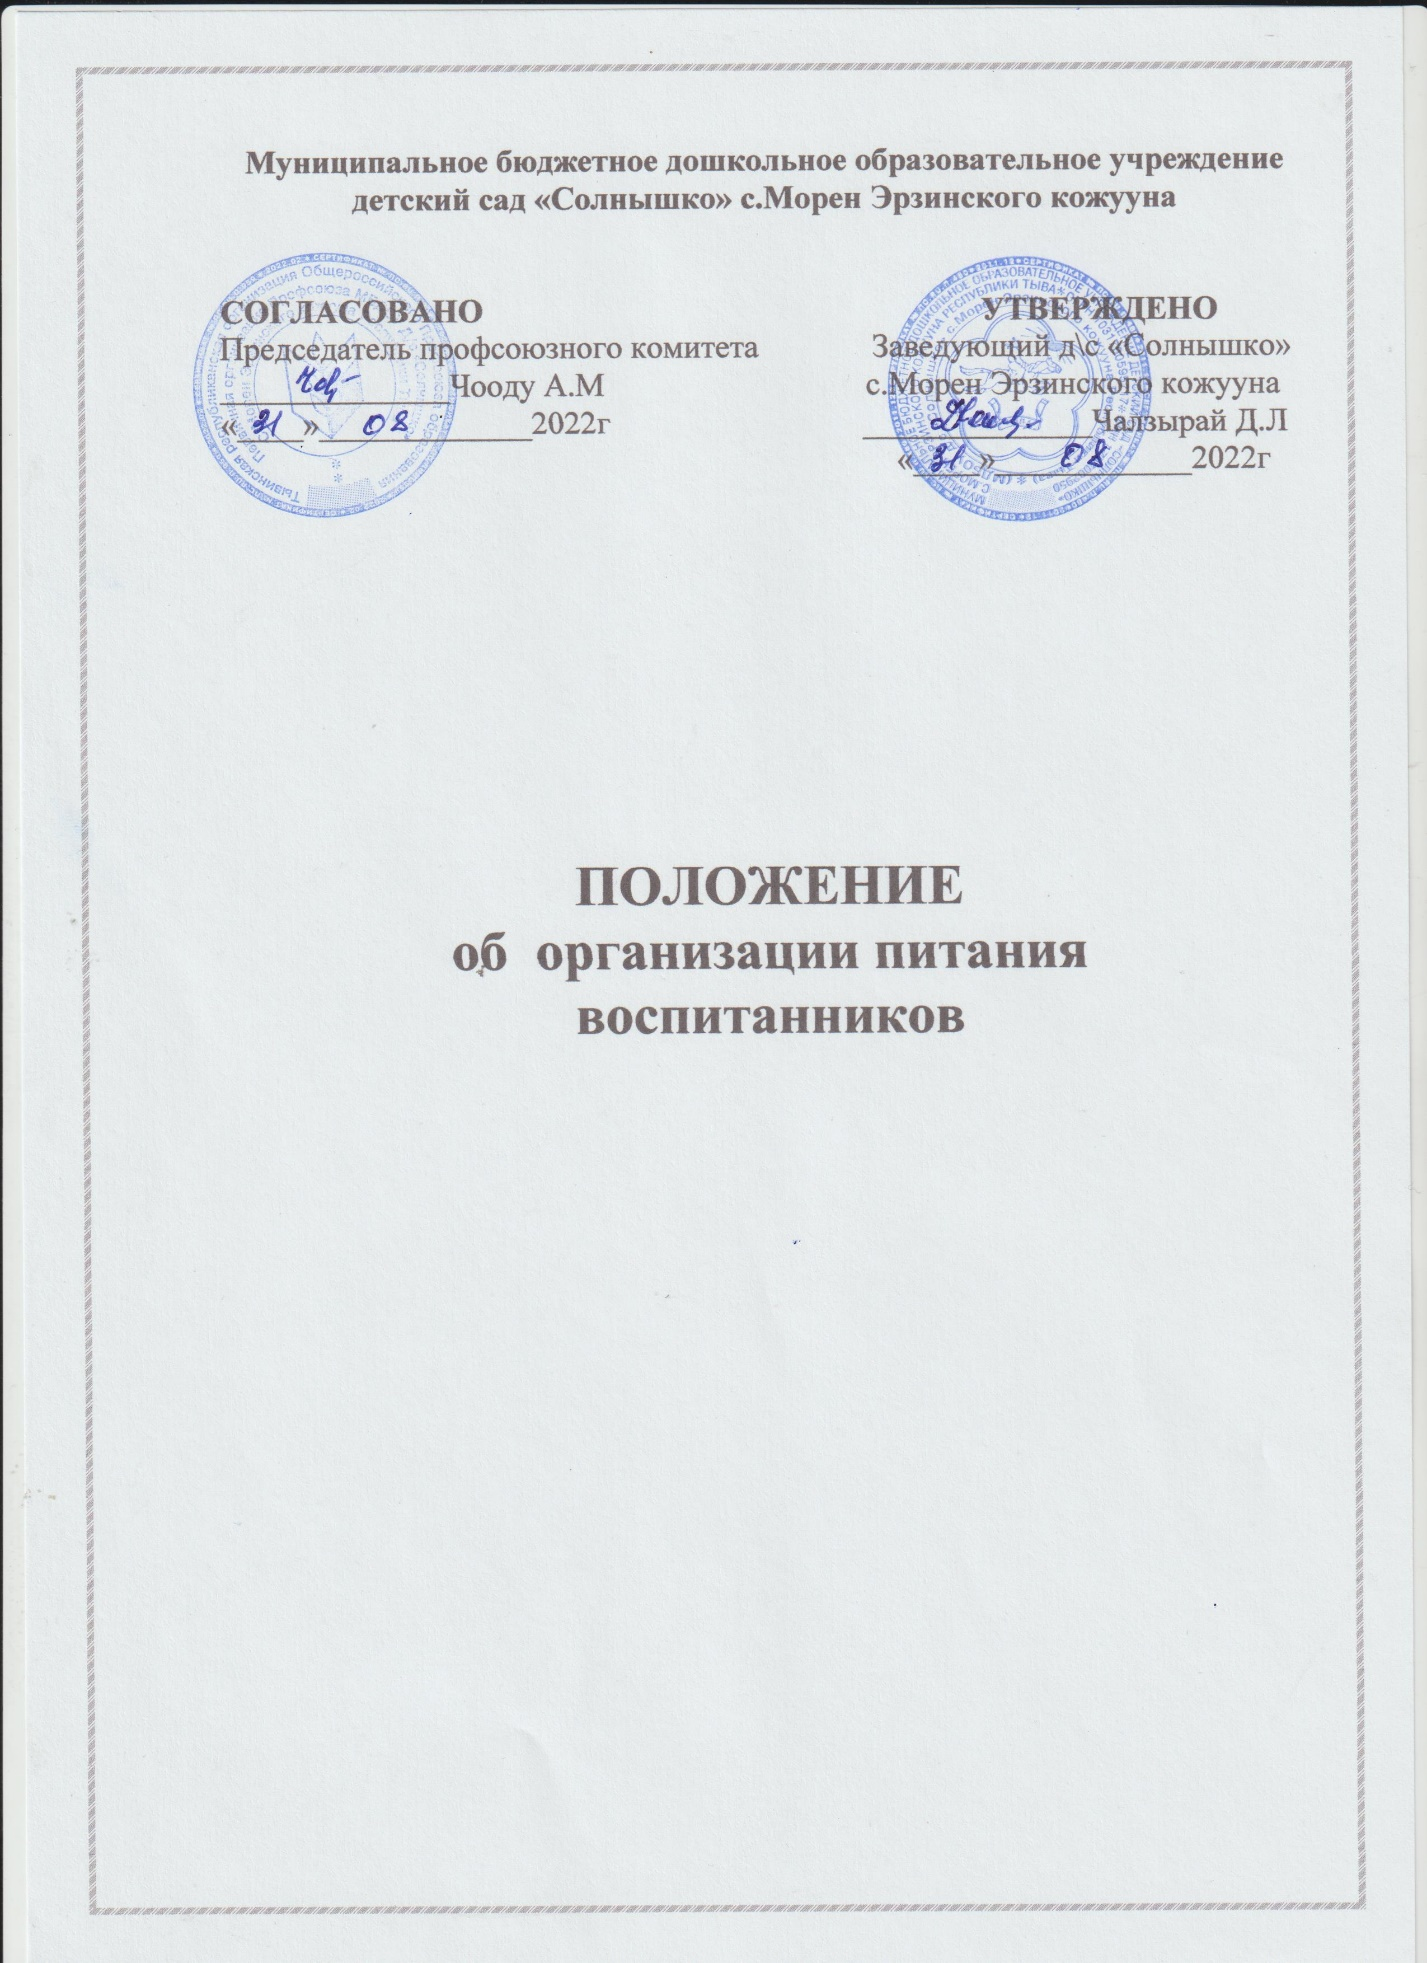 Муниципальное бюджетное дошкольное образовательное учреждение
детский сад «Солнышко» с.Морен Эрзинского кожууна
СОГЛАСОВАНО
Председатель профсоюзного комитета
Чооду А.М
«31» 08 2022г
УТВЕРЖДЕНО
Заведующий д\с «Солнышко»
с.Морен Эрзинского кожууна
Чалзырай Д.Л
«31» 08 2022г
ПОЛОЖЕНИЕ
об организации питания
воспитанников